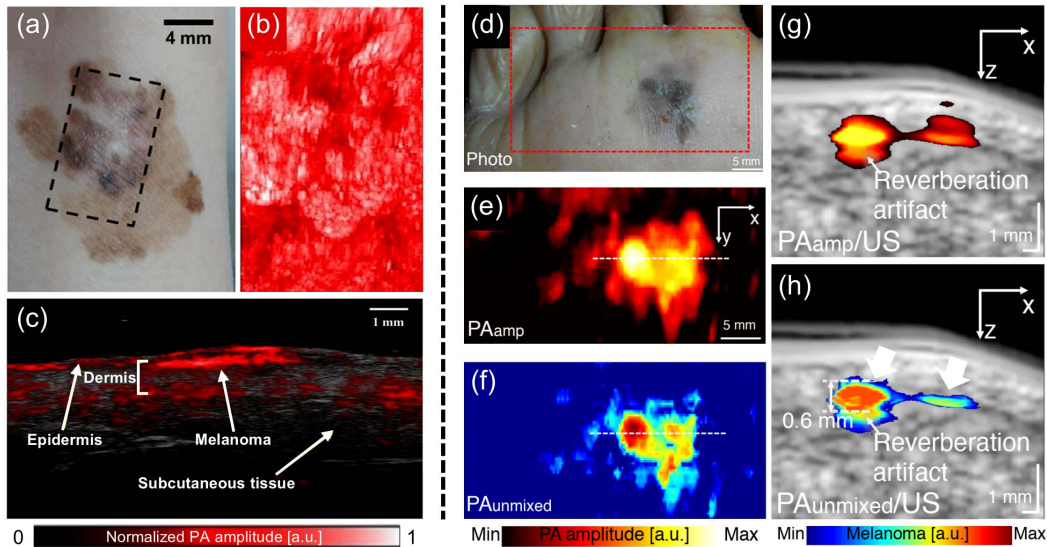 (a)
4 mm
(b)
(c)
1 mm
Dermis
Epidermis
Melanoma
Subcutaneous tissue
0 Normalized PA amplitude [a.u.] 1
(d)
Photo
5 mm
(e)
x
y
PAamp
5 mm
(f)
PAunmixed
Min PA amplitude [a.u.] Max
(g)
x
z
Reverberation
artifact
PAamp/US
1 mm
(h)
x
z
0.6 mm
Reverberation
artifact
PAunmixed/US
1 mm
Min Melanoma [a.u.] Max